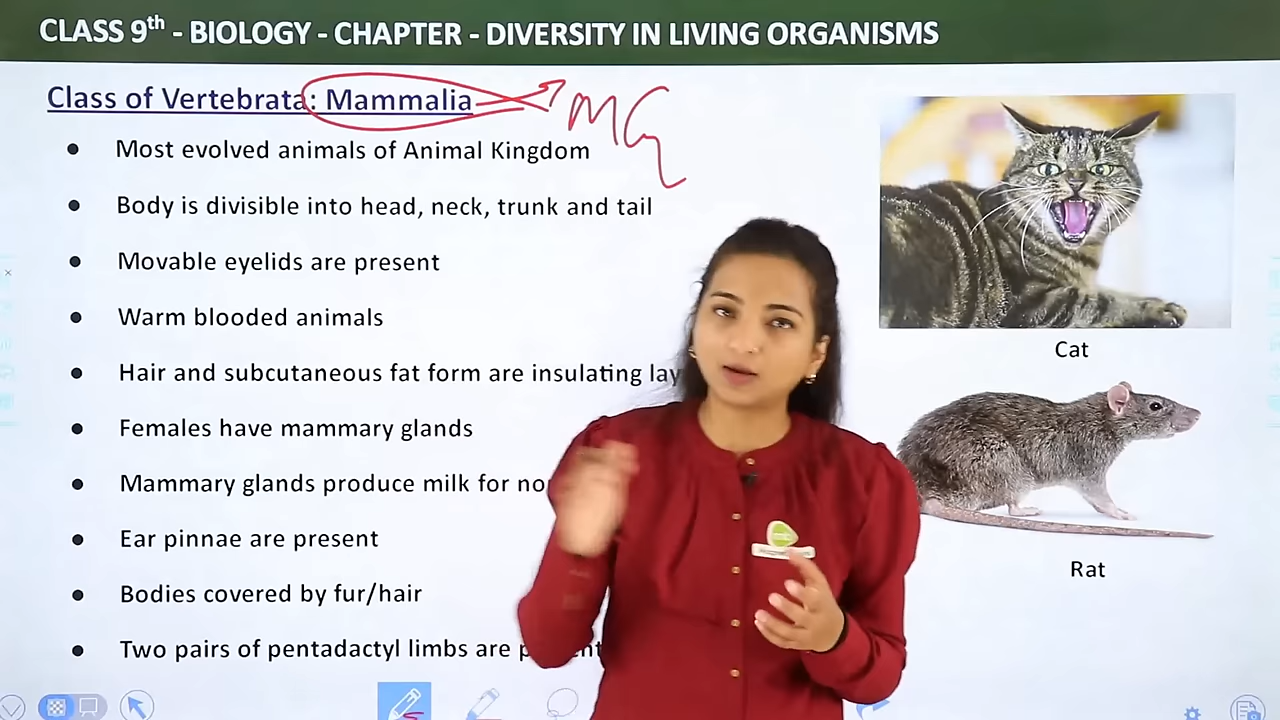 CLASS 9th - BIOLOGY - CHAPTER - DIVERSITY IN LIVING ORGANISMS
Class of Vertebrata: Mammalia
MG
● Most evolved animals of Animal Kingdom
● Body is divisible into head, neck, trunk and tail
● Movable eyelids are present
● Warm blooded animals
● Hair and subcutaneous fat form are insulating lay
● Females have mammary glands
● Mammary glands produce milk for
● Ear pinnae are present
● Bodies covered by fur/hair
● Two pairs of pentadactyl limbs are
Cat
Rat